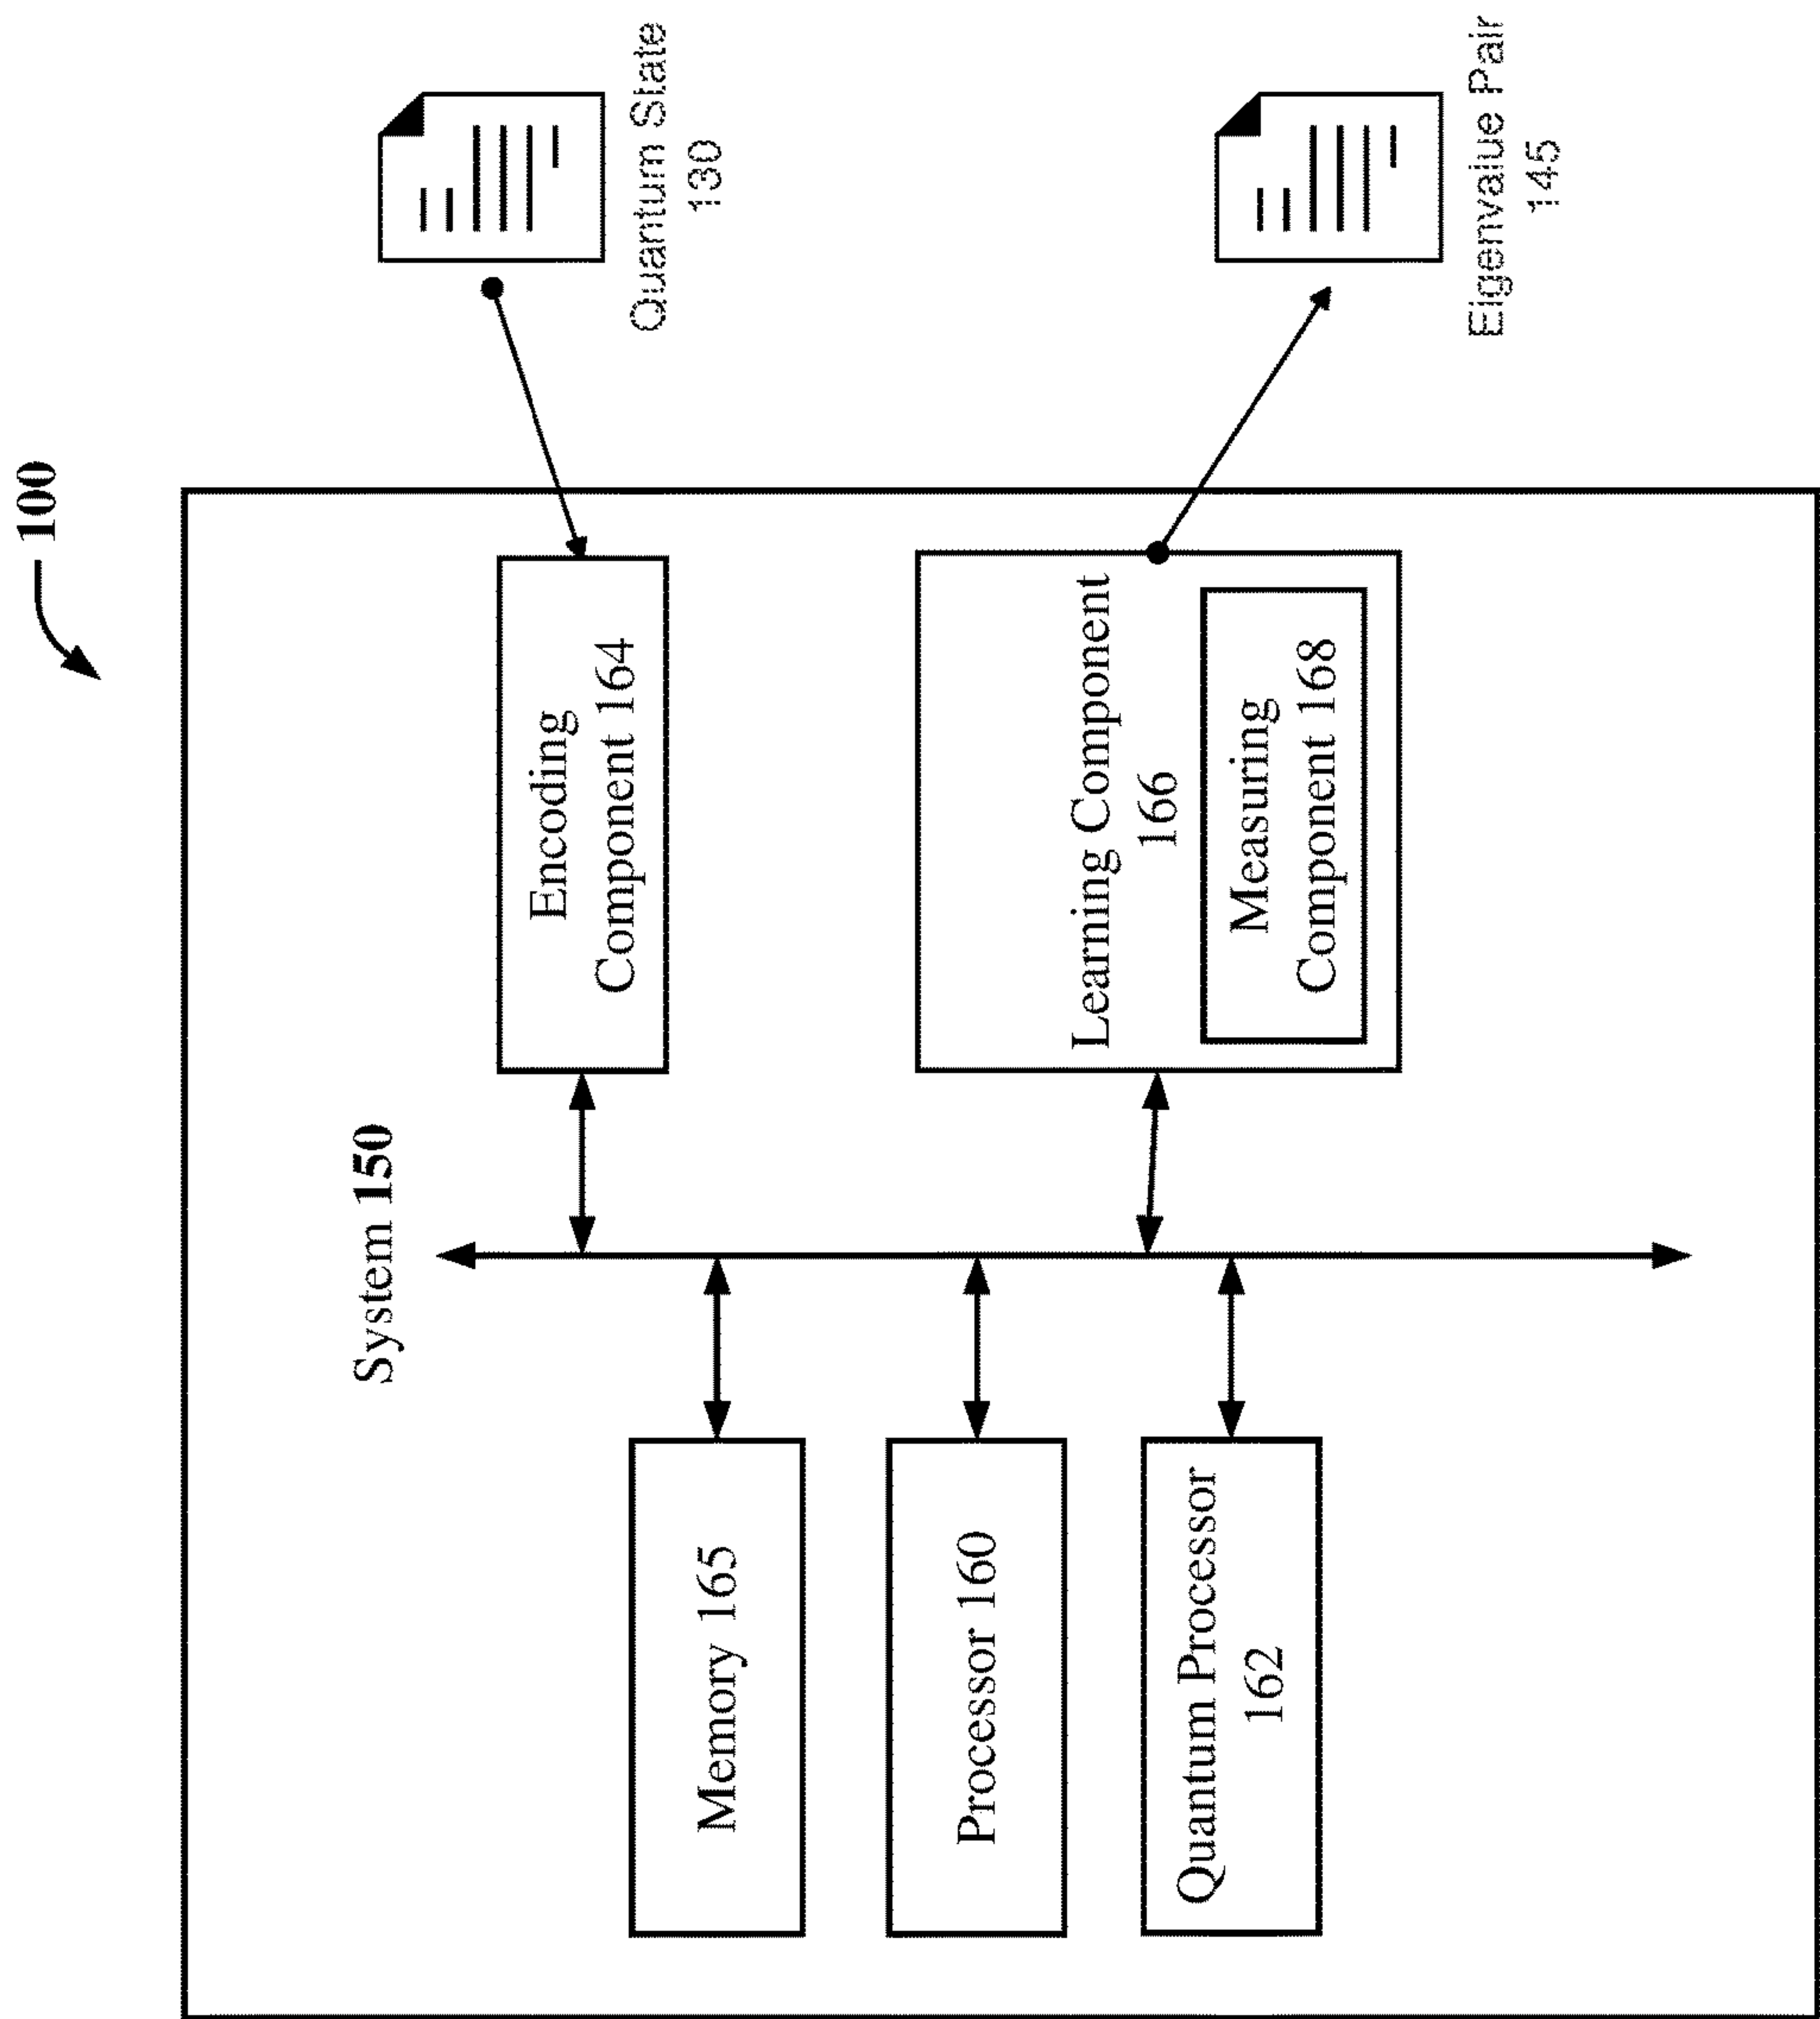 100
System 150
Memory 165
Processor 160
Quantum Processor
162
Encoding
Component 164
Learning Component
166
Measuring
Component 168
Quantum State
130
Eigenvalue Pair
145